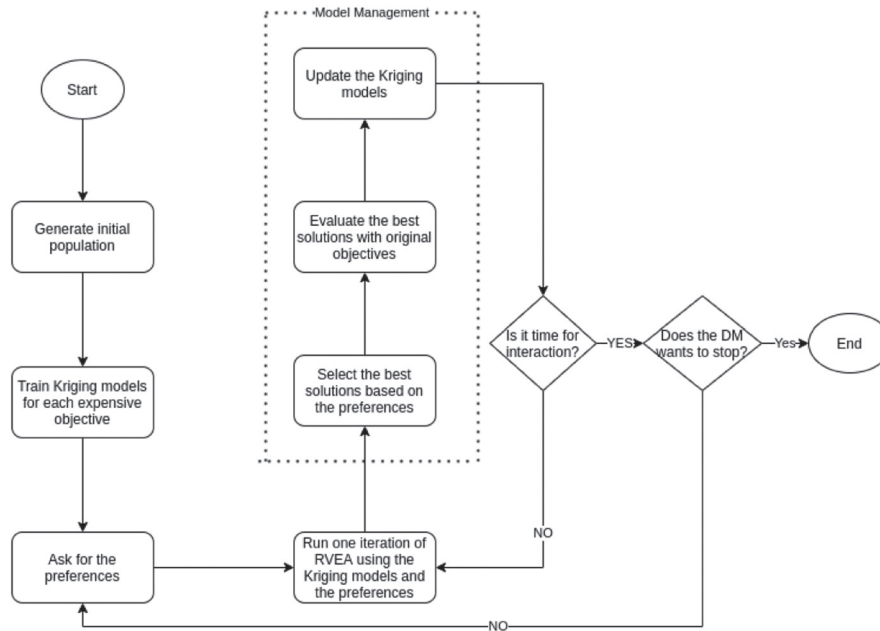 Model Management
Start
Generate initial
population
Train Kriging models
for each expensive
objective
Ask for the
preferences
Run one iteration of
RVEA using the
Kriging models and
the preferences
Select the best
solutions based on
the preferences
Evaluate the best
solutions with original
objectives
Update the Kriging
models
Is it time for
interaction?
YES
NO
Does the DM
wants to stop?
Yes
NO
End